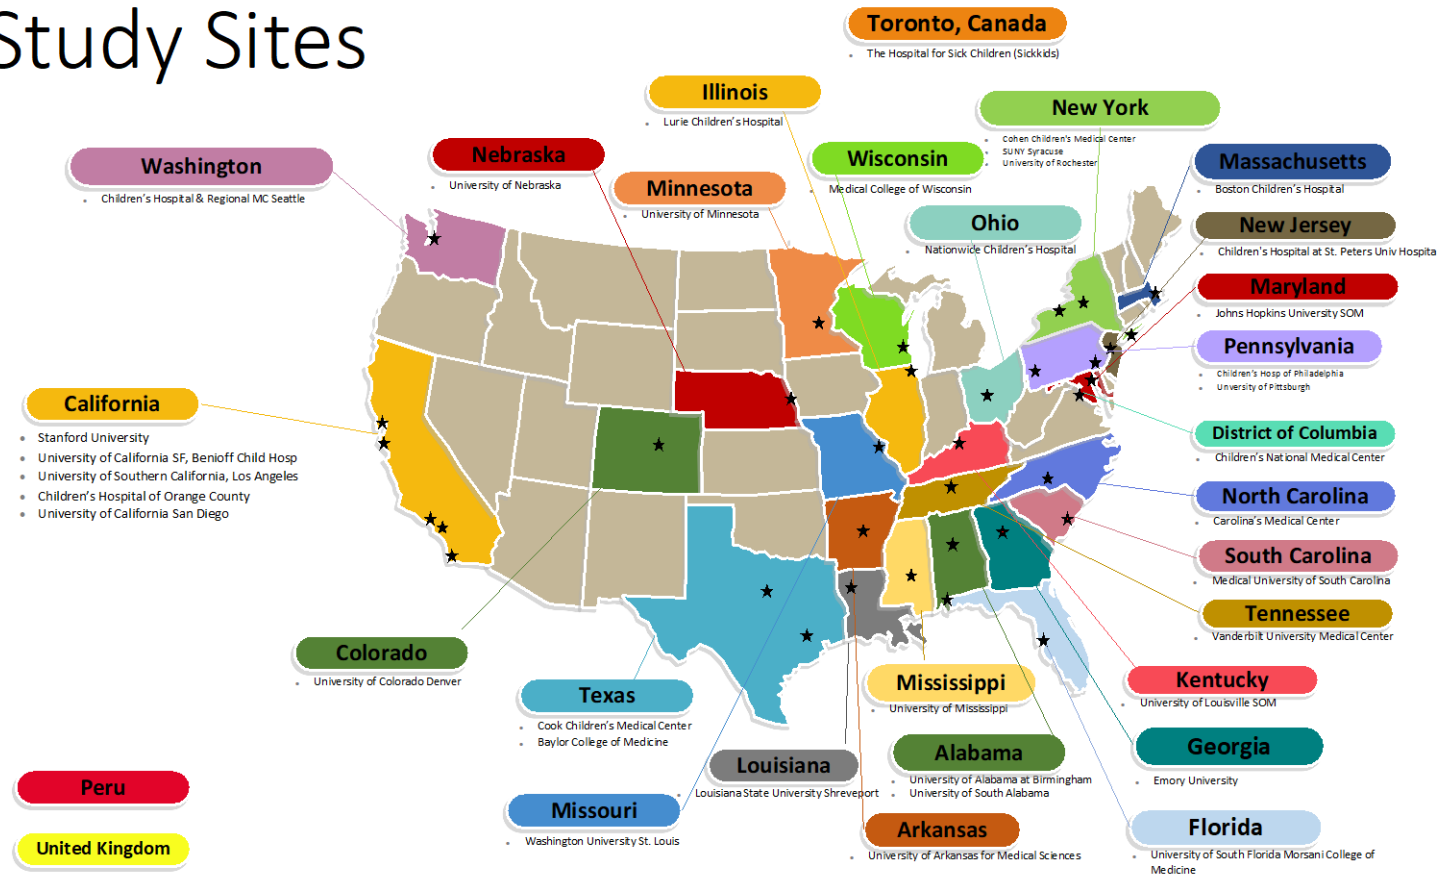 Study Sites
Toronto, Canada
The Hospital for Sick Children (Sickkids)
Illinois
Lurie Children's Hospital
New York
Cohen Children's Medical Center
SUNY Syracuse
University of Rochester
Nebraska
University of Nebraska
Wisconsin
Medical College of Wisconsin
Massachusetts
Boston Children's Hospital
Washington
Children's Hospital & Regional MC Seattle
Minnesota
University of Minnesota
Ohio
Nationwide Children's Hospital
New Jersey
Children's Hospital at St. Peters Univ Hospita
Maryland
Johns Hopkins University SOM
Pennsylvania
Children's Hosp of Philadelphia
Unversity of Pittsburgh
California
Stanford University
University of California SF, Benioff Child Hosp
University of Southern California, Los Angeles
Children's Hospital of Orange County
University of California San Diego
District of Columbia
Children's National Medical Center
North Carolina
Carolina's Medical Center
South Carolina
Medical University of South Carolina
Tennessee
Vanderbilt University Medical Center
Colorado
University of Colorado Denver
Texas
Cook Children's Medical Center
Baylor College of Medicine
Mississippi
University of Mississippi
Kentucky
University of Louisville SOM
Georgia
Emory University
Louisiana
Louisiana State University Shreveport
Alabama
University of Alabama at Birmingham
University of South Alabama
Peru
Missouri
Washington University St. Louis
Arkansas
University of Arkansas for Medical Sciences
Florida
University of South Florida Morsani College of
Medicine
United Kingdom